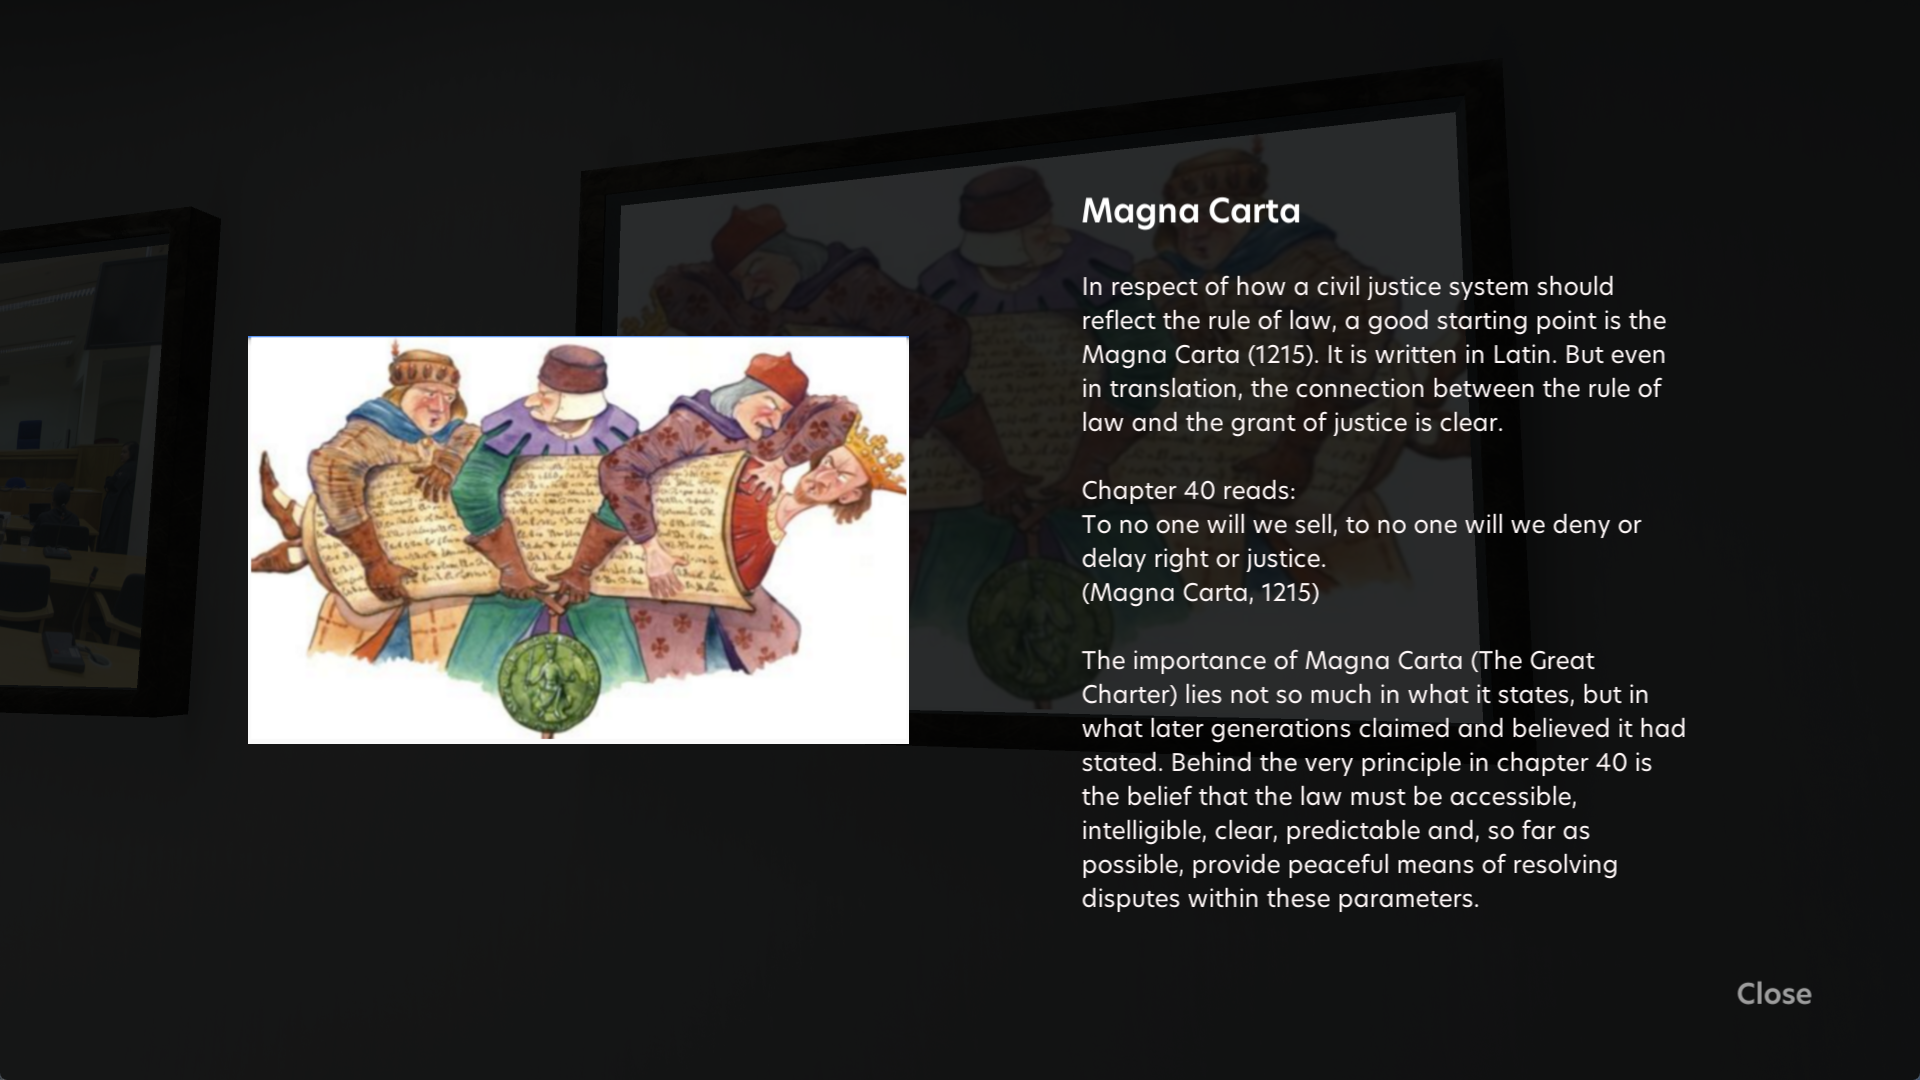 Magna Carta
In respect of how a civil justice system should
reflect the rule of law, a good starting point is the
Magna Carta (1215). It is written in Latin. But even
in translation, the connection between the rule of
law and the grant of justice is clear.
Chapter 40 reads:
To no one will we sell, to no one will we deny or
delay right or justice.
(Magna Carta, 1215)
The importance of Magna Carta (The Great
Charter) lies not so much in what it states, but in
what later generations claimed and believed it had
stated. Behind the very principle in chapter 40 is
the belief that the law must be accessible,
intelligible, clear, predictable and, so far as
possible, provide peaceful means of resolving
disputes within these parameters.
Close